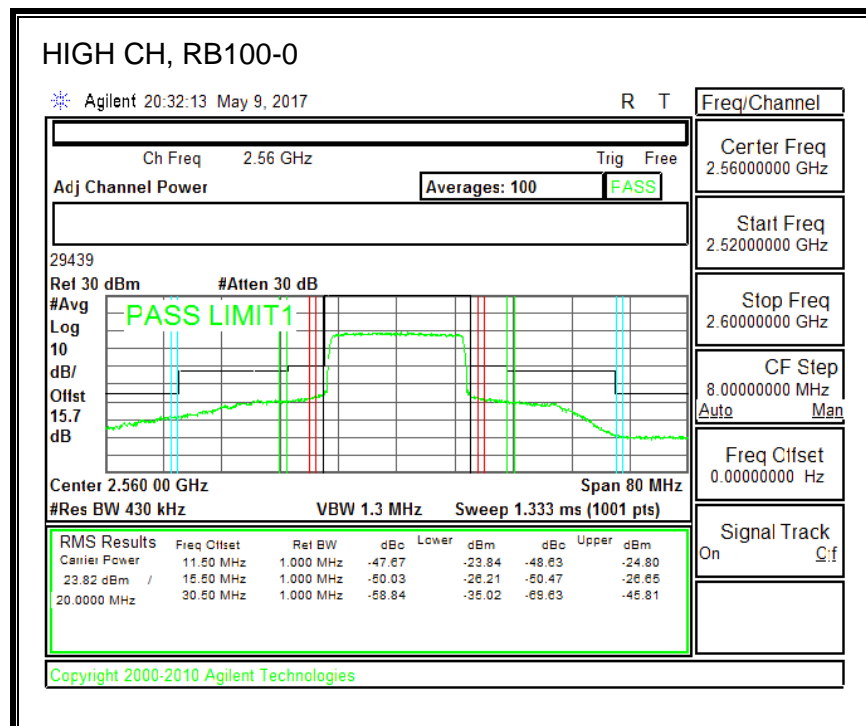 HIGH CH, RB100-0
Agilent 20:32:13 May 9, 2017 R T
Freq/Channel
Ch Freq 2.56 GHz Trig Free
Adj Channel Power Averages: 100 PASS
Center Freq
2.56000000 GHz
Start Freq
2.52000000 GHz
Stop Freq
2.60000000 GHz
CF Step
8.00000000 MHz
Auto Man
Freq Offset
0.00000000 Hz
Signal Track
On Off
29439
Ref 30 dBm #Atten 30 dB
#Avg
Log
10
dB/
Offst
15.7
dB
PASS LIMIT1
Center 2.560 00 GHz Span 80 MHz
#Res BW 430 kHz VBW 1.3 MHz Sweep 1.333 ms (1001 pts)
RMS Results Freq Offset Ref BW dBc Lower dBm dBc Upper dBm
Carrier Power 11.50 MHz 1.000 MHz -47.67 -23.84 -48.63 -24.80
23.82 dBm / 15.50 MHz 1.000 MHz -50.03 -26.21 -50.47 -26.65
20.0000 MHz 30.50 MHz 1.000 MHz -58.84 -35.02 -69.63 -45.81
Copyright 2000-2010 Agilent Technologies